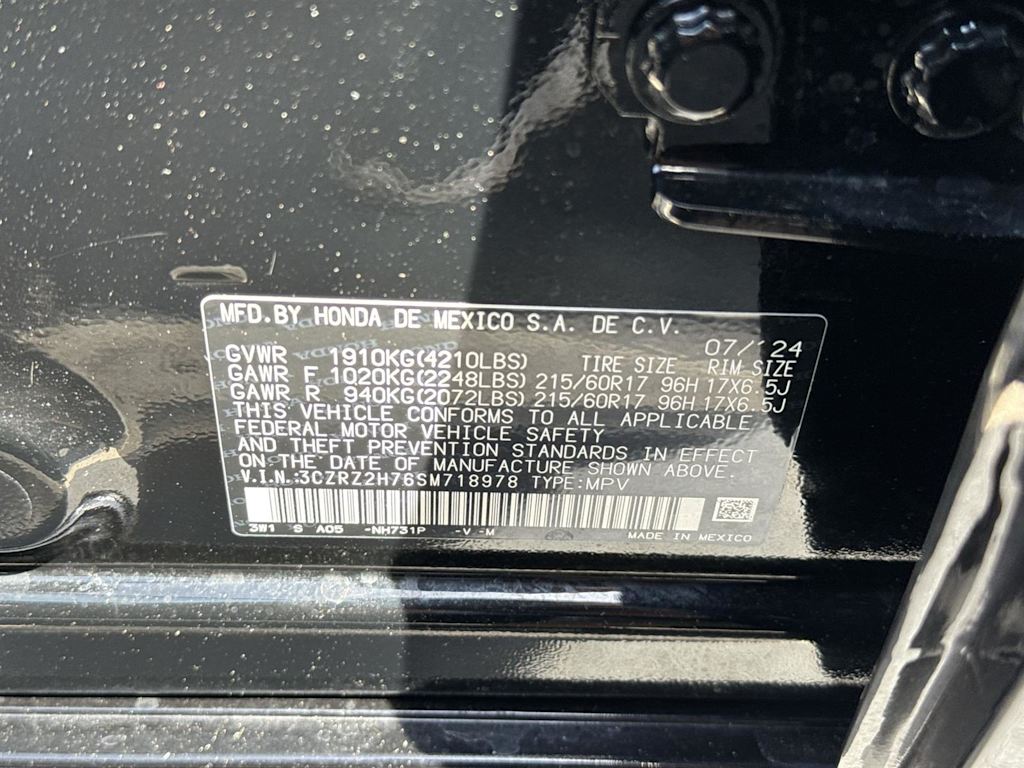 MFD.BY HONDA DE MEXICO S.A. DE C.V.
07/24
GVWR 1910KG(4210LBS) TIRE SIZE RIM SIZE
GAWR F 1020KG(2248LBS) 215/60R17 96H 17X6.5J
GAWR R 940KG(2072LBS) 215/60R17 96H 17X6.5J
THIS VEHICLE CONFORMS TO ALL APPLICABLE
FEDERAL MOTOR VEHICLE SAFETY
AND THEFT PREVENTION STANDARDS IN EFFECT
ON THE DATE OF MANUFACTURE SHOWN ABOVE.
V.I.N.:3CZRZ2H76SM718978 TYPE:MPV
3W1 S A05 -NH731P -V -M
MADE IN MEXICO